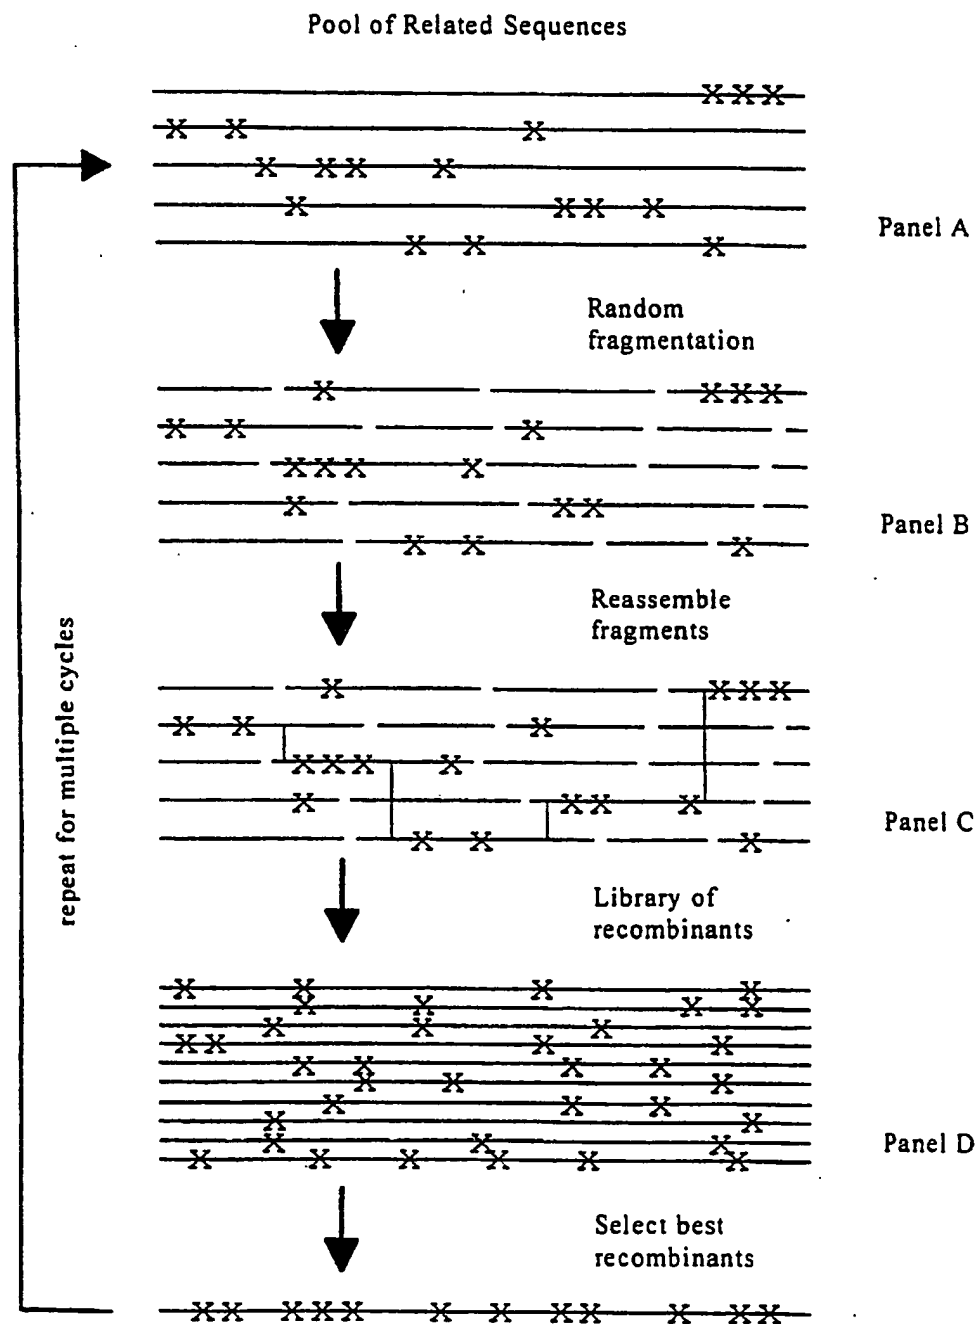 Pool of Related Sequences
Panel A
Random
fragmentation
Panel B
Reassemble
fragments
repeat for multiple cycles
Panel C
Library of
recombinants
Panel D
Select best
recombinants